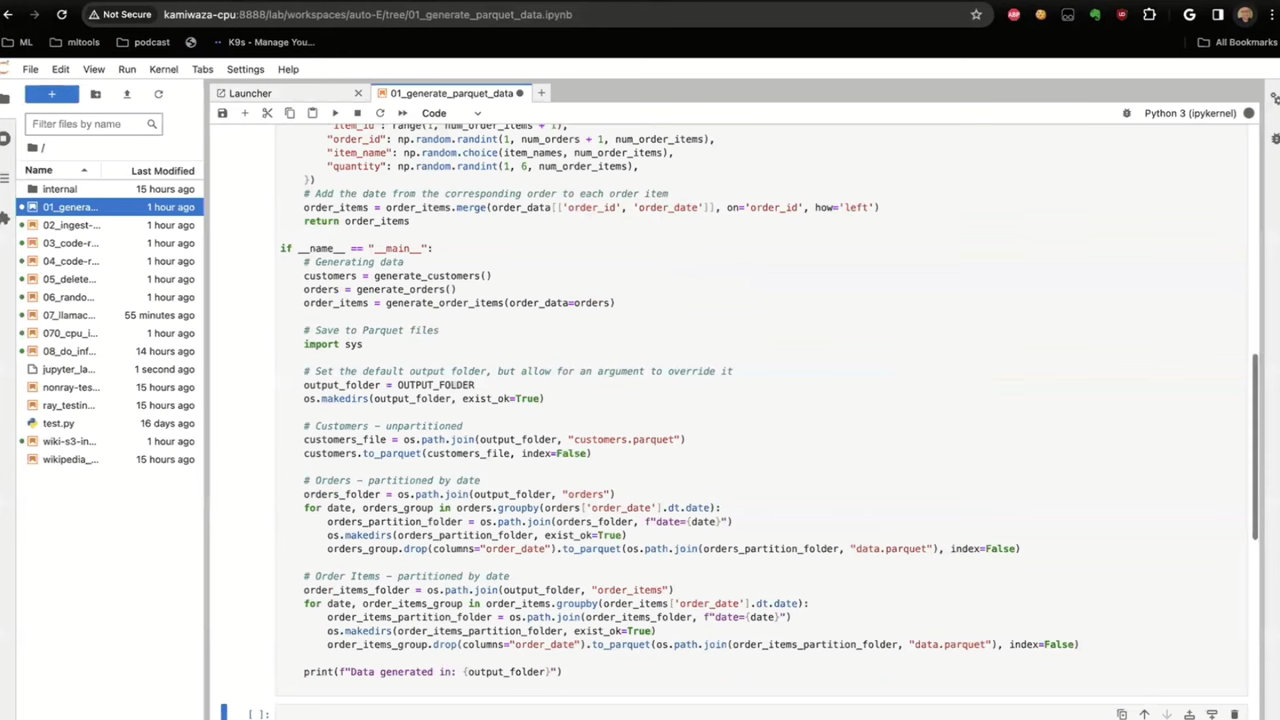 Not Secure kamiwaza-cpu:8888/lab/workspaces/auto-E/tree/01_generate_parquet_data.ipynb
ML mltools podcast K9s - Manage You... All Bookmarks
File Edit View Run Kernel Tabs Settings Help
Launcher 01_generate_parquet_data
Code Python 3 (ipykernel)
Filter files by name
/
Name Last Modified
internal 15 hours ago
01_genera... 1 hour ago
02_ingest-... 1 hour ago
03_code-r... 1 hour ago
04_code-r... 1 hour ago
05_delete... 1 hour ago
06_rando... 1 hour ago
07_llamac... 55 minutes ago
070_cpu_i... 1 hour ago
08_do_inf... 14 hours ago
jupyter_la... 1 second ago
nonray-tes... 15 hours ago
ray_testin... 15 hours ago
test.py 16 days ago
wiki-s3-in... 1 hour ago
wikipedia_... 15 hours ago
"item_id": range(1, num_order_items + 1),
"order_id": np.random.randint(1, num_orders + 1, num_order_items),
"item_name": np.random.choice(item_names, num_order_items),
"quantity": np.random.randint(1, 6, num_order_items),
})
# Add the date from the corresponding order to each order item
order_items = order_items.merge(order_data[['order_id', 'order_date']], on='order_id', how='left')
return order_items
if __name__ == "__main__":
# Generating data
customers = generate_customers()
orders = generate_orders()
order_items = generate_order_items(order_data=orders)
# Save to Parquet files
import sys
# Set the default output folder, but allow for an argument to override it
output_folder = OUTPUT_FOLDER
os.makedirs(output_folder, exist_ok=True)
# Customers - unpartitioned
customers_file = os.path.join(output_folder, "customers.parquet")
customers.to_parquet(customers_file, index=False)
# Orders - partitioned by date
orders_folder = os.path.join(output_folder, "orders")
for date, orders_group in orders.groupby(orders['order_date'].dt.date):
orders_partition_folder = os.path.join(orders_folder, f"date={date}")
os.makedirs(orders_partition_folder, exist_ok=True)
orders_group.drop(columns="order_date").to_parquet(os.path.join(orders_partition_folder, "data.parquet"), index=False)
# Order Items - partitioned by date
order_items_folder = os.path.join(output_folder, "order_items")
for date, order_items_group in order_items.groupby(order_items['order_date'].dt.date):
order_items_partition_folder = os.path.join(order_items_folder, f"date={date}")
os.makedirs(order_items_partition_folder, exist_ok=True)
order_items_group.drop(columns="order_date").to_parquet(os.path.join(order_items_partition_folder, "data.parquet"), index=False)
print(f"Data generated in: {output_folder}")
[ ]: